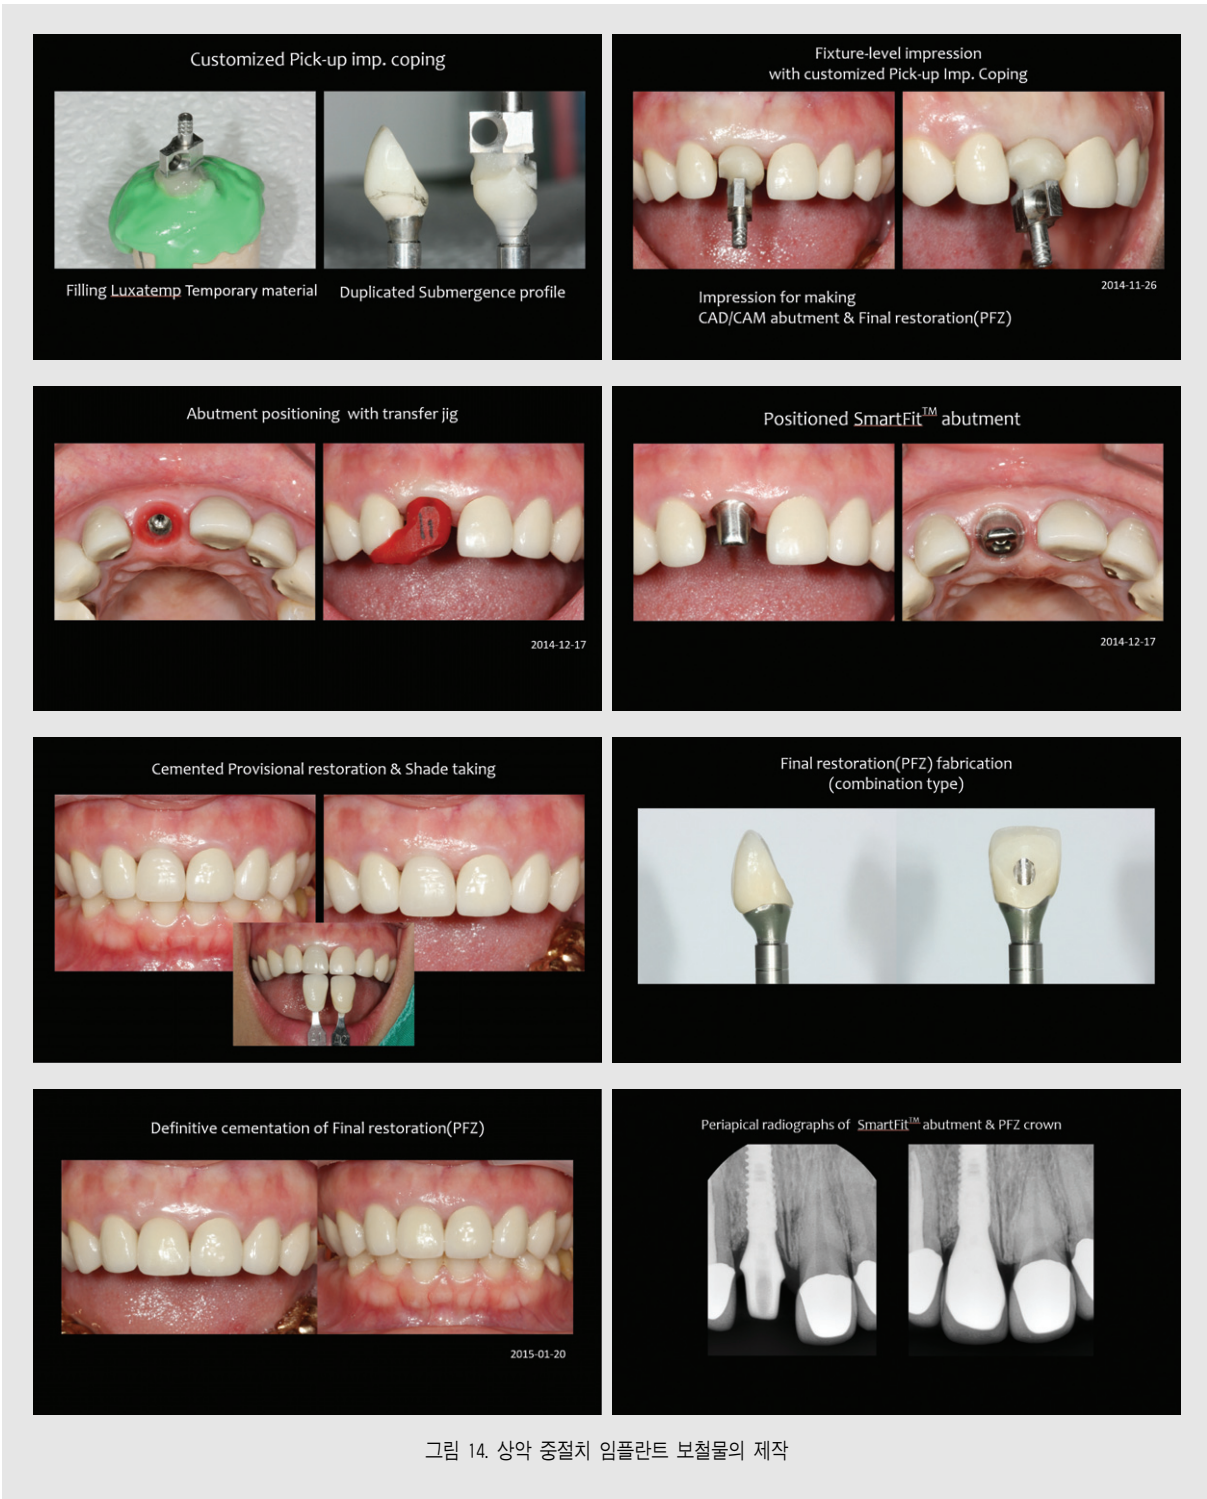 Customized Pick-up imp. coping
Filling Luxatemp Temporary material
Duplicated Submergence profile
Fixture-level impression
with customized Pick-up Imp. Coping
2014-11-26
Impression for making
CAD/CAM abutment & Final restoration(PFZ)
Abutment positioning with transfer jig
2014-12-17
Positioned SmartFit™ abutment
2014-12-17
Cemented Provisional restoration & Shade taking
Final restoration(PFZ) fabrication
(combination type)
Definitive cementation of Final restoration(PFZ)
2015-01-20
Periapical radiographs of SmartFit™ abutment & PFZ crown
그림 14. 상악 중절치 임플란트 보철물의 제작